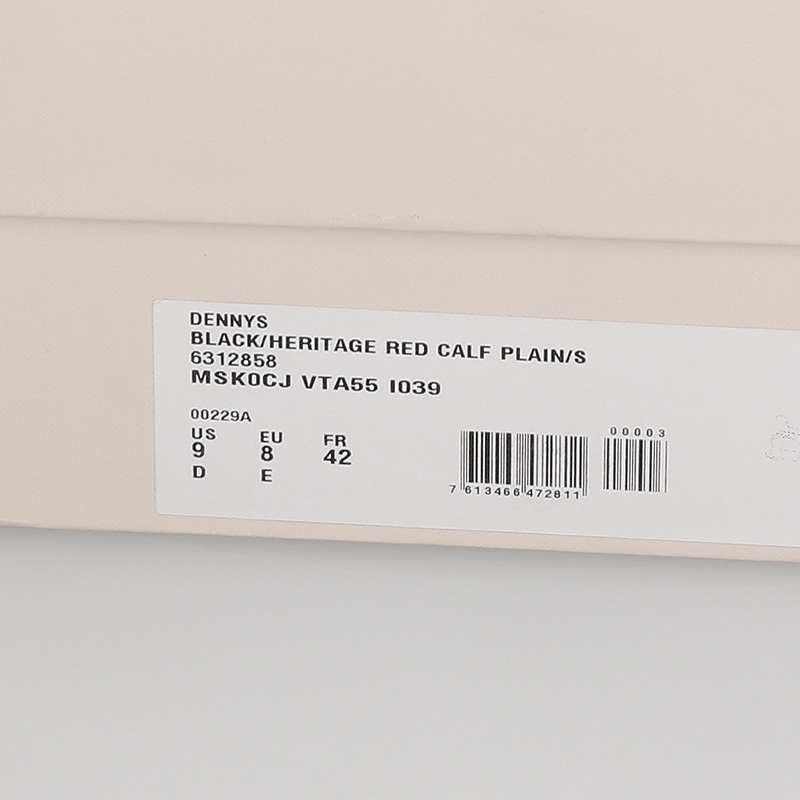 DENNYS
BLACK/HERITAGE RED CALF PLAIN/S
6312858
MSK0CJ VTA55 I039
00229A
US EU FR
9 8 42
D E
00003
7 613466 472811